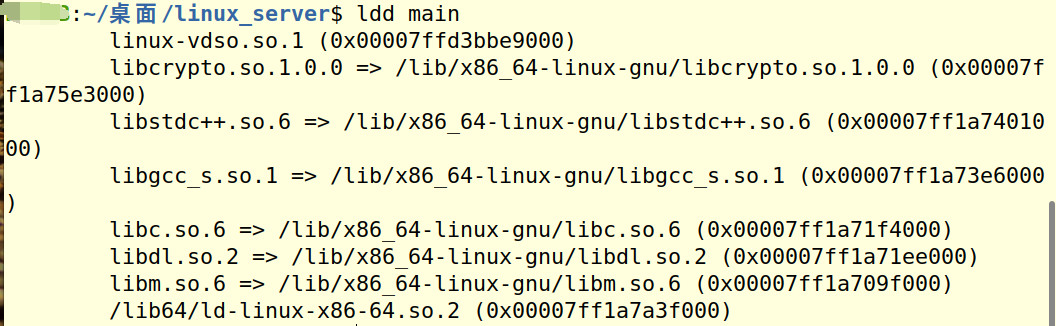 :~/桌面/linux_server$ ldd main
linux-vdso.so.1 (0x00007ffd3bbe9000)
libcrypto.so.1.0.0 => /lib/x86_64-linux-gnu/libcrypto.so.1.0.0 (0x00007f
f1a75e3000)
libstdc++.so.6 => /lib/x86_64-linux-gnu/libstdc++.so.6 (0x00007ff1a74010
00)
libgcc_s.so.1 => /lib/x86_64-linux-gnu/libgcc_s.so.1 (0x00007ff1a73e6000
)
libc.so.6 => /lib/x86_64-linux-gnu/libc.so.6 (0x00007ff1a71f4000)
libdl.so.2 => /lib/x86_64-linux-gnu/libdl.so.2 (0x00007ff1a71ee000)
libm.so.6 => /lib/x86_64-linux-gnu/libm.so.6 (0x00007ff1a709f000)
/lib64/ld-linux-x86-64.so.2 (0x00007ff1a7a3f000)